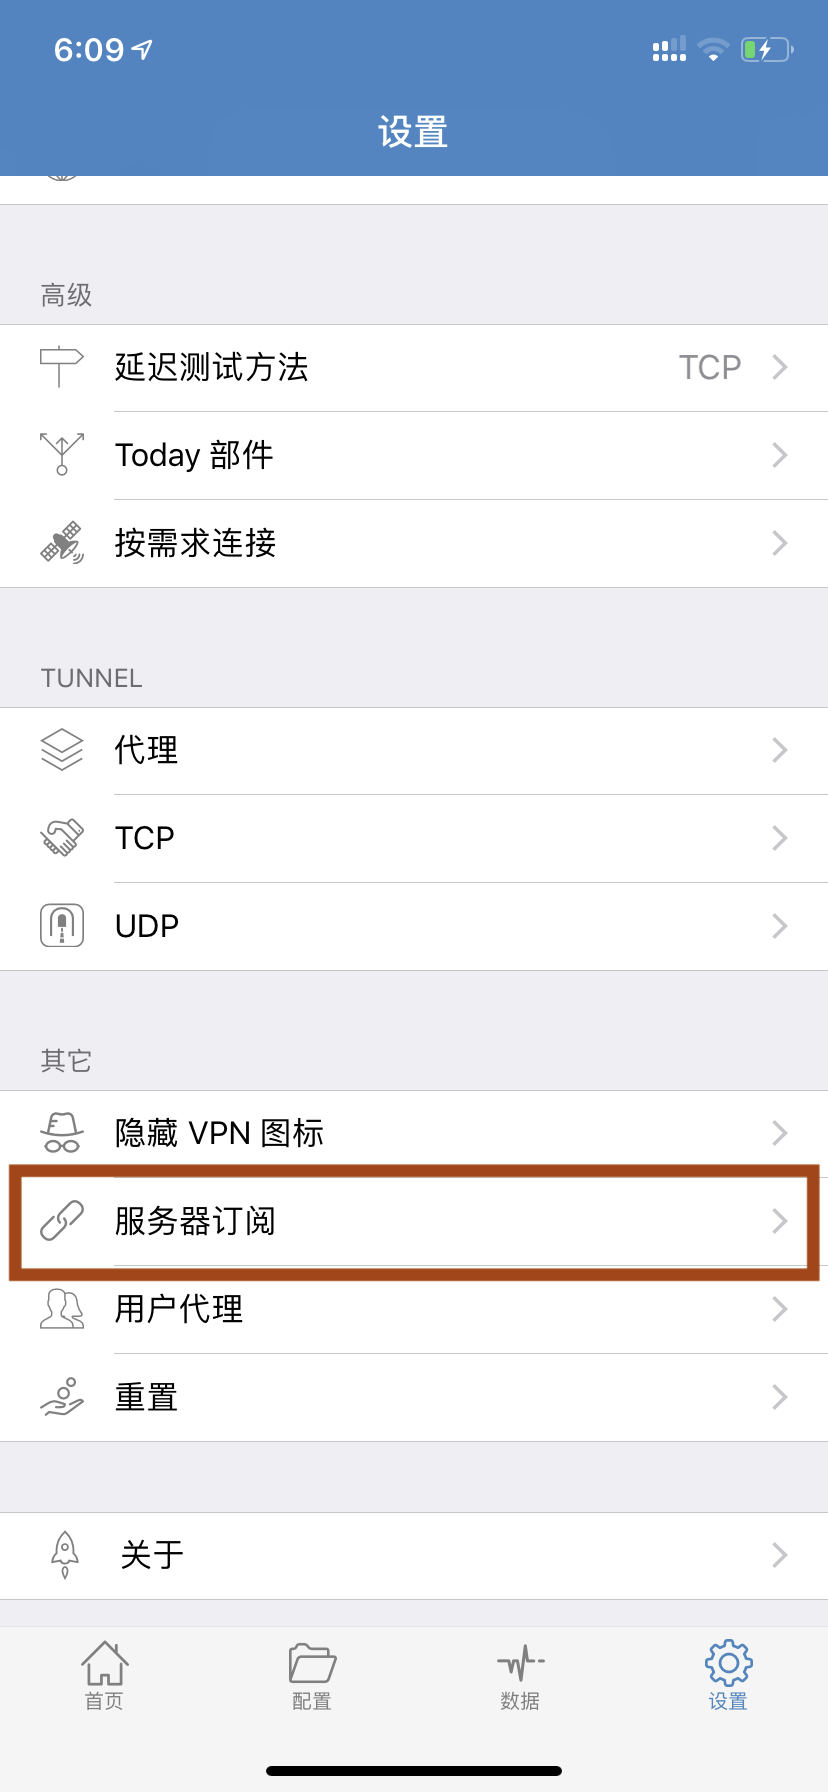 6:09
设置
高级
延迟测试方法 TCP
Today 部件
按需求连接
TUNNEL
代理
TCP
UDP
其它
隐藏 VPN 图标
服务器订阅
用户代理
重置
关于
首页 配置 数据 设置